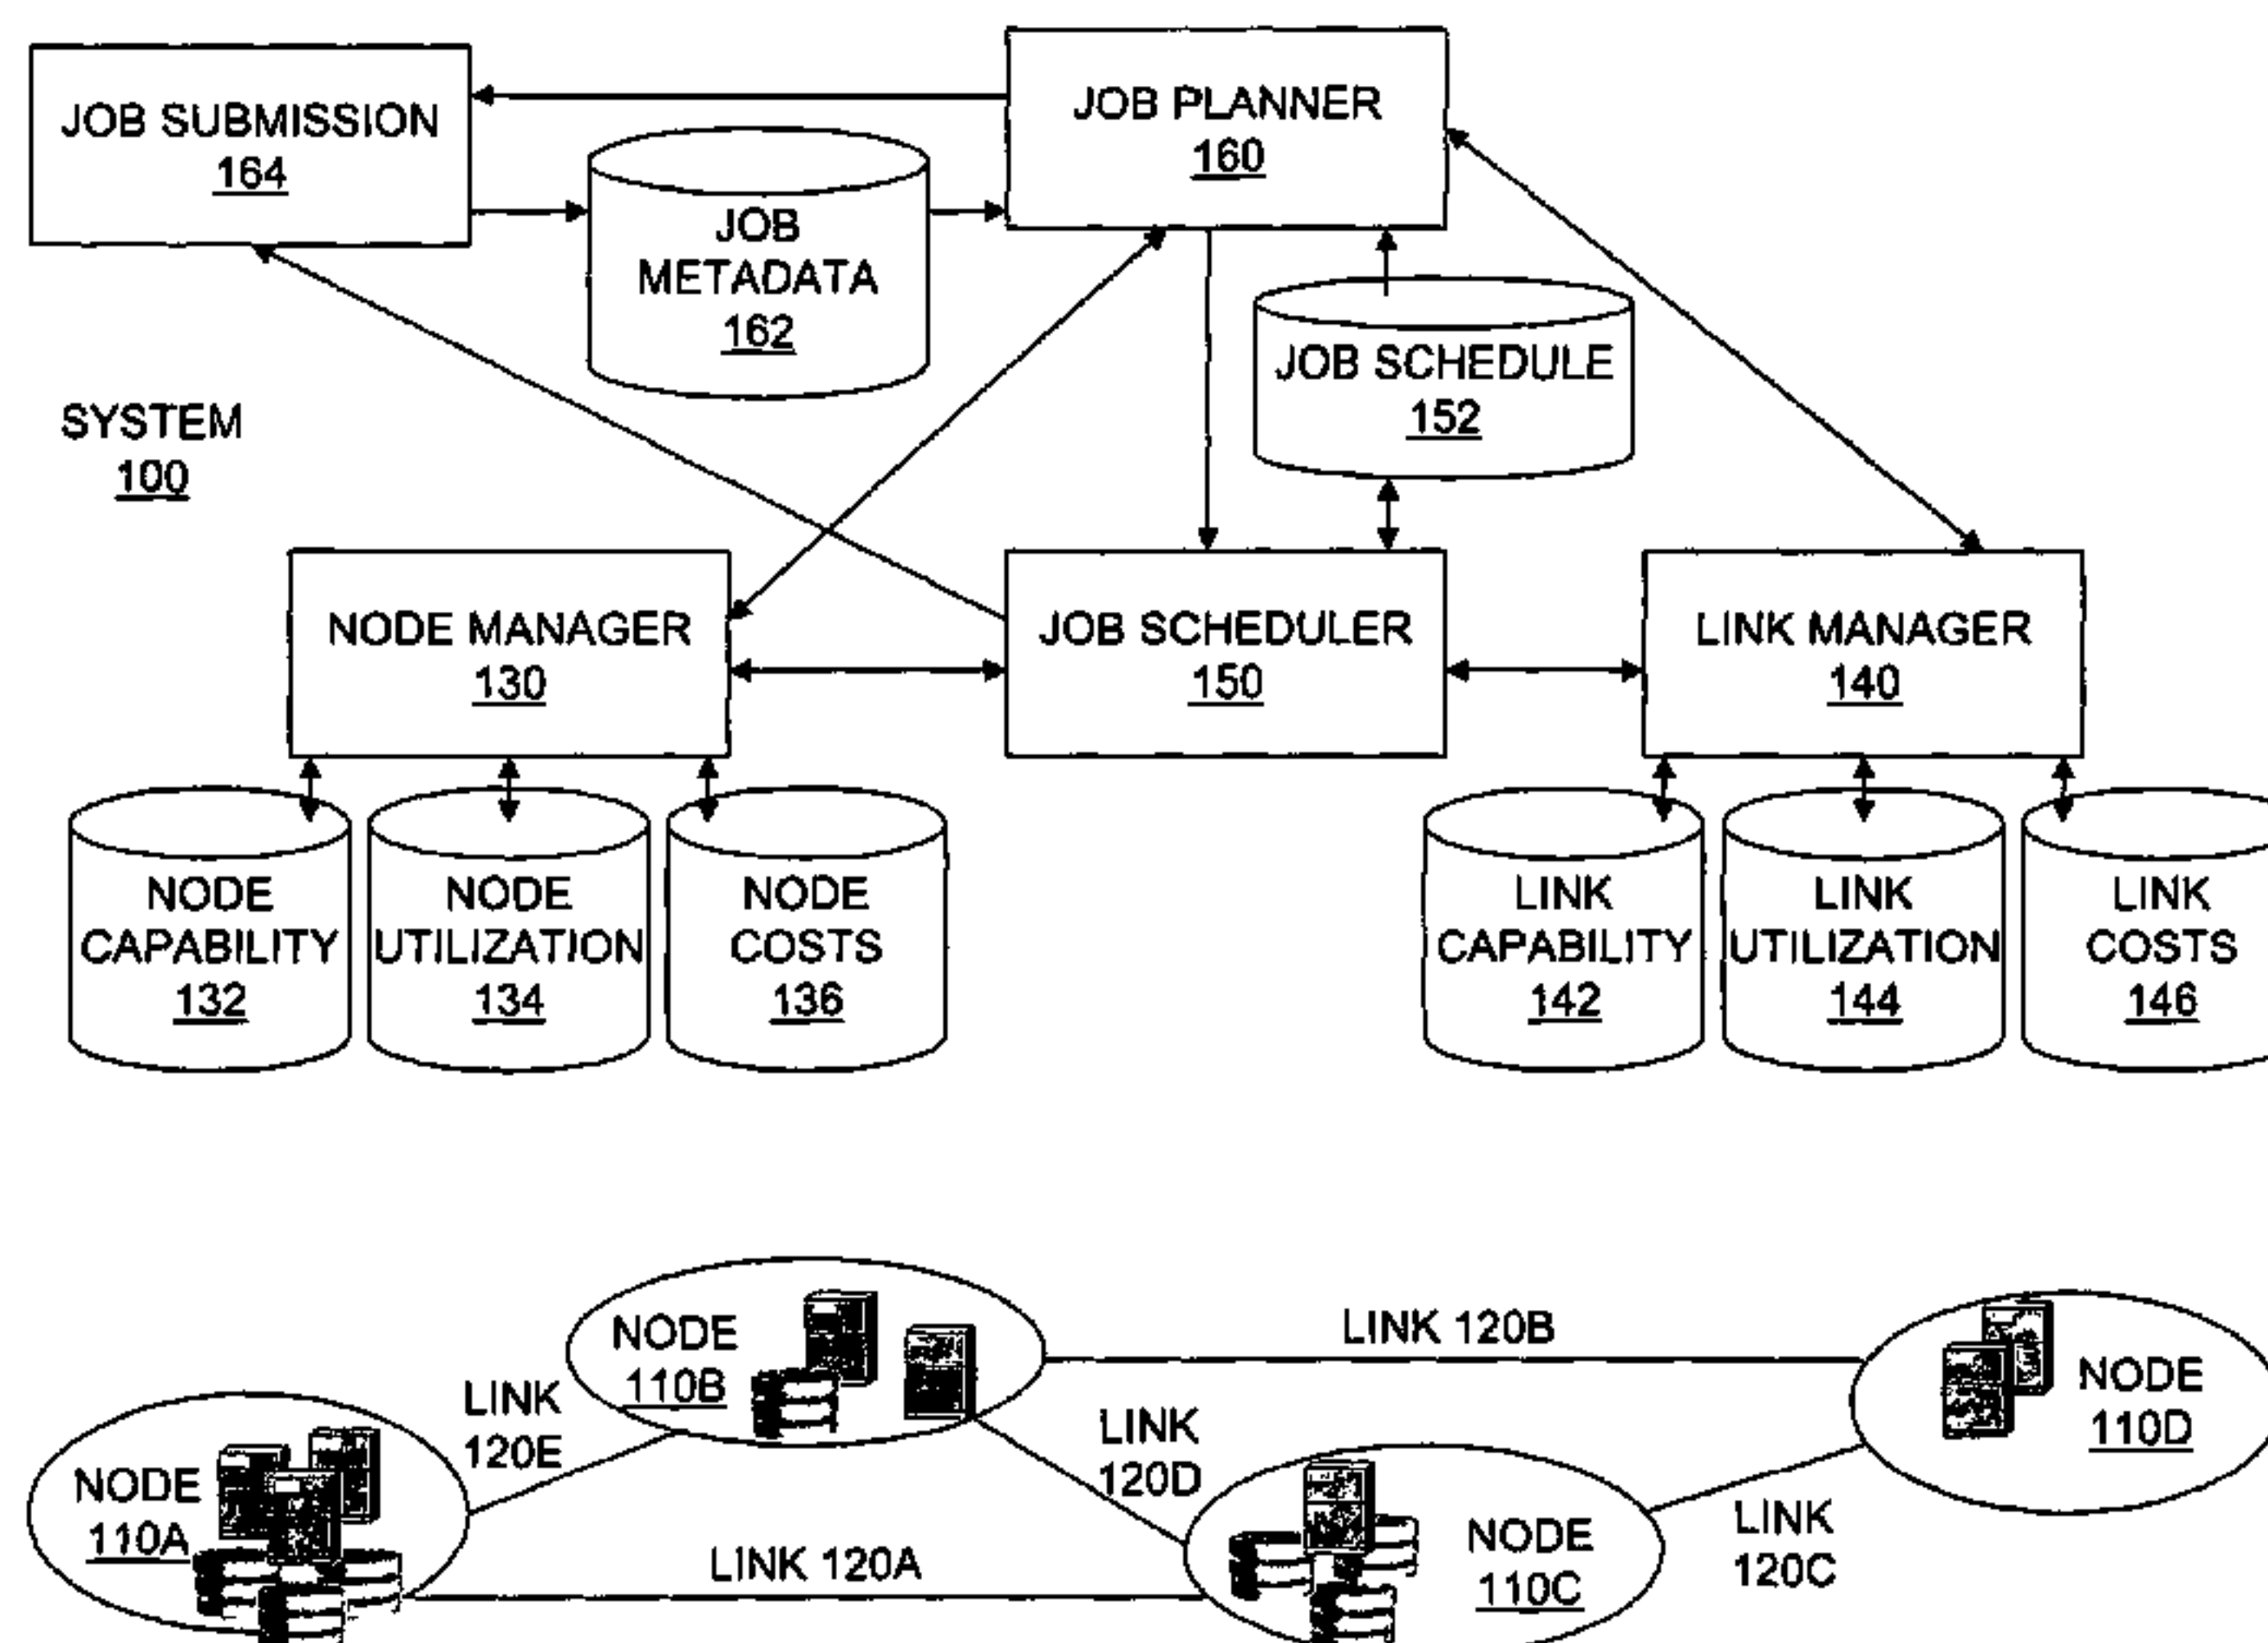 JOB SUBMISSION
164
JOB PLANNER
160
JOB
METADATA
162
JOB SCHEDULE
152
SYSTEM
100
NODE MANAGER
130
JOB SCHEDULER
150
LINK MANAGER
140
NODE
CAPABILITY
132
NODE
UTILIZATION
134
NODE
COSTS
136
LINK
CAPABILITY
142
LINK
UTILIZATION
144
LINK
COSTS
146
NODE
110A
LINK
120E
NODE
110B
LINK 120B
NODE
110D
LINK
120D
LINK 120A
NODE
110C
LINK
120C